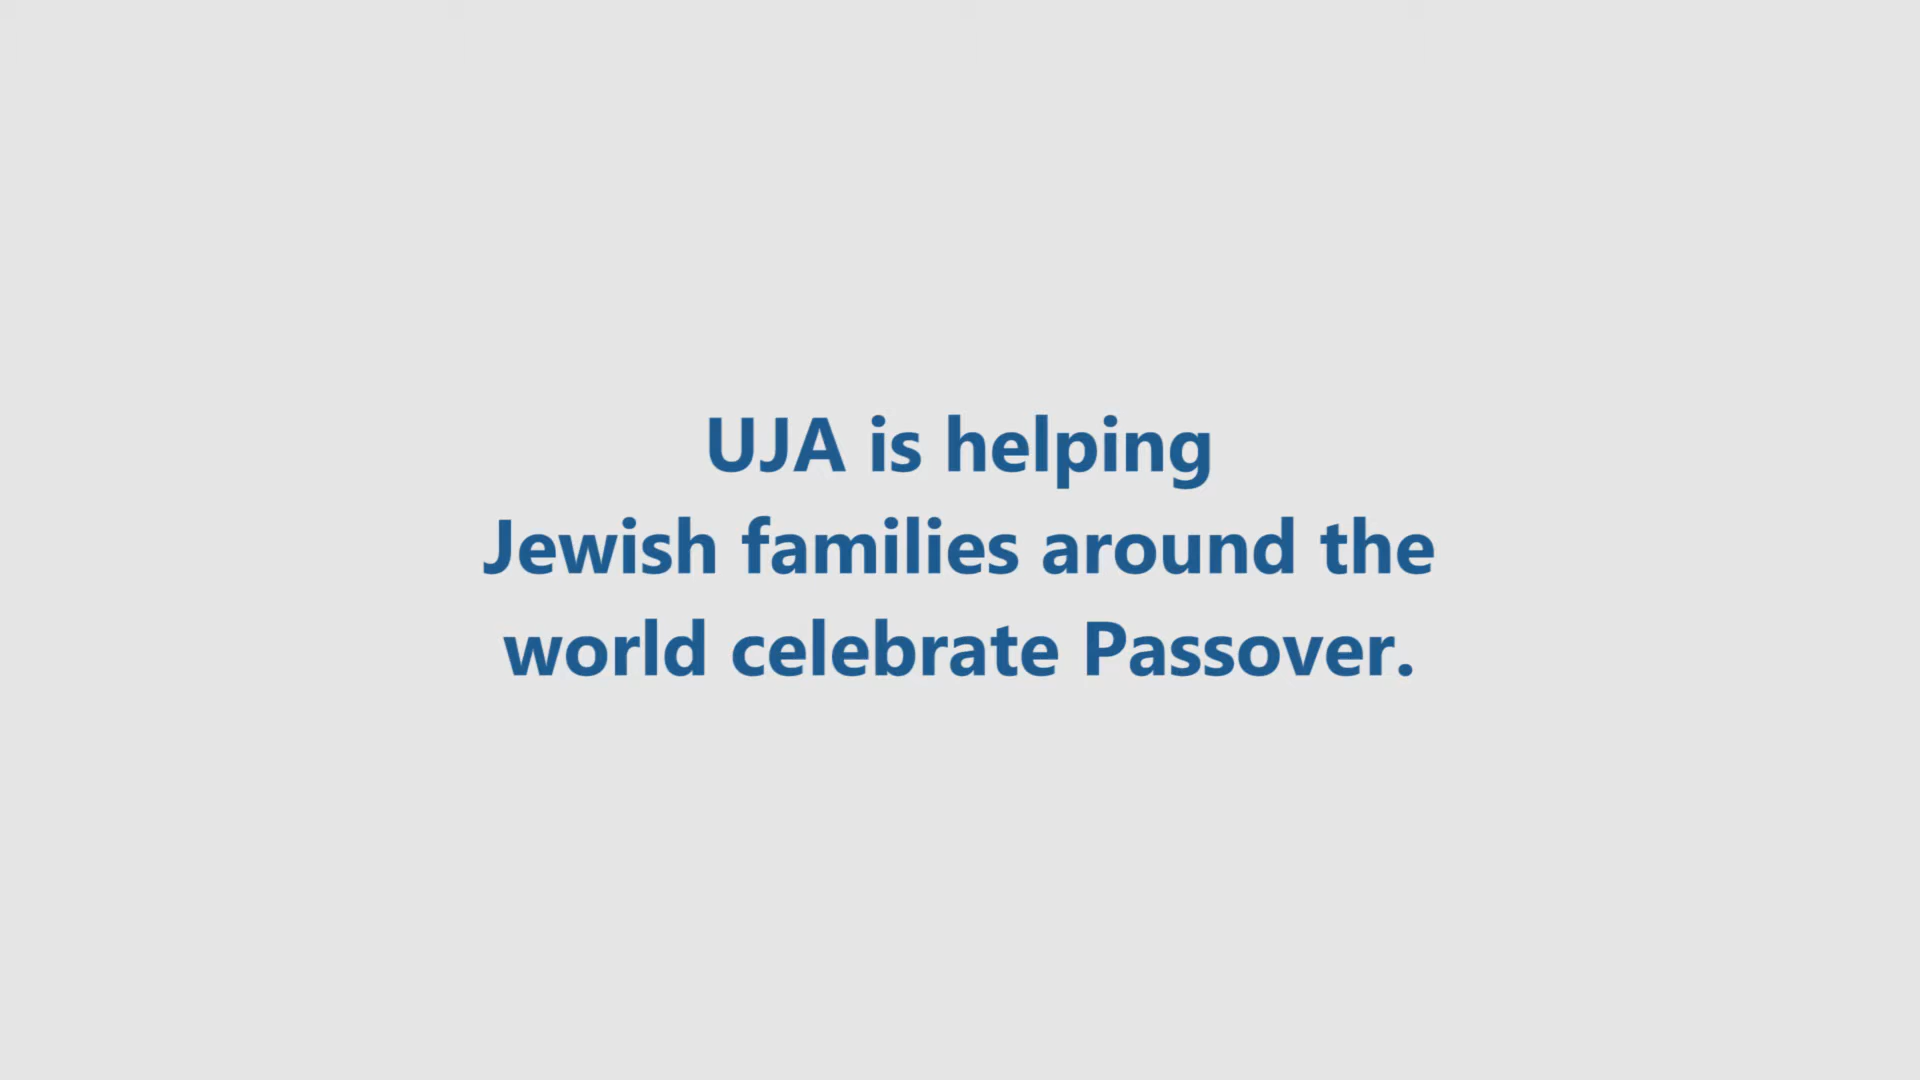 UJA is helping
Jewish families around the
world celebrate Passover.